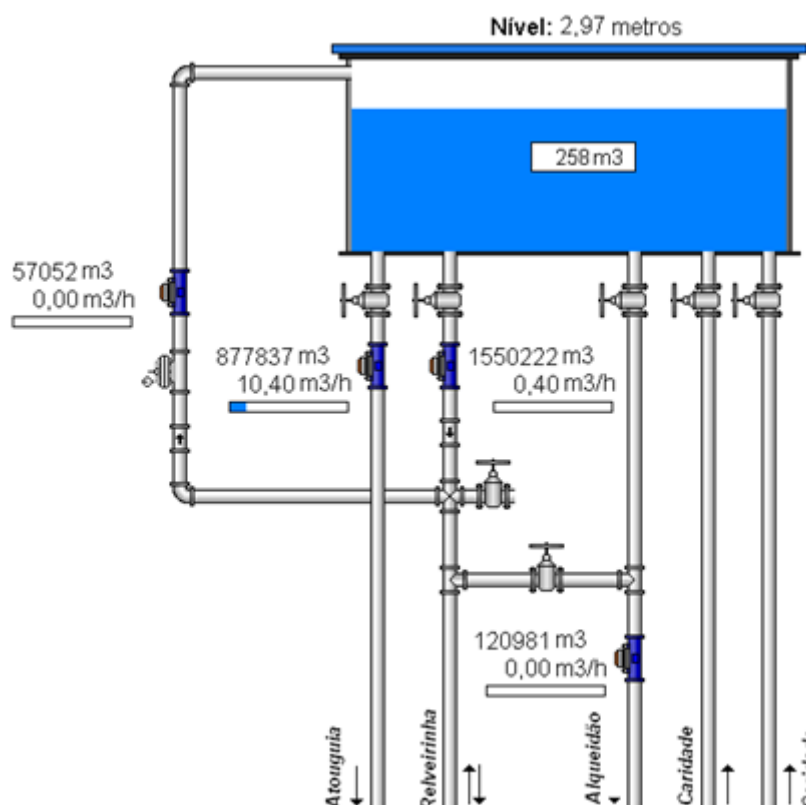 Nível: 2,97 metros
258 m3
57052 m3
0,00 m3/h
877837 m3
10,40 m3/h
1550222 m3
0,40 m3/h
120981 m3
0,00 m3/h
Atouguia
Relveirinha
Alqueidão
Caridade